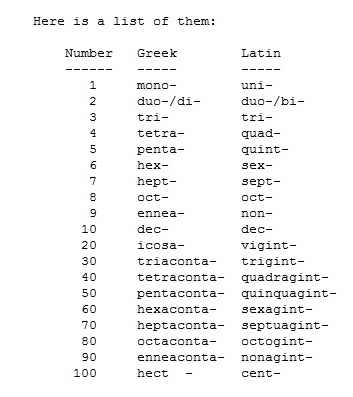 Here is a list of them:
Number Greek Latin
------ ----- -----
1 mono- uni-
2 duo-/di- duo-/bi-
3 tri- tri-
4 tetra- quad-
5 penta- quint-
6 hex- sex-
7 hept- sept-
8 oct- oct-
9 ennea- non-
10 dec- dec-
20 icosa- vigint-
30 triaconta- trigint-
40 tetraconta- quadragint-
50 pentaconta- quinquagint-
60 hexaconta- sexagint-
70 heptaconta- septuagint-
80 octaconta- octogint-
90 enneaconta- nonagint-
100 hect - cent-